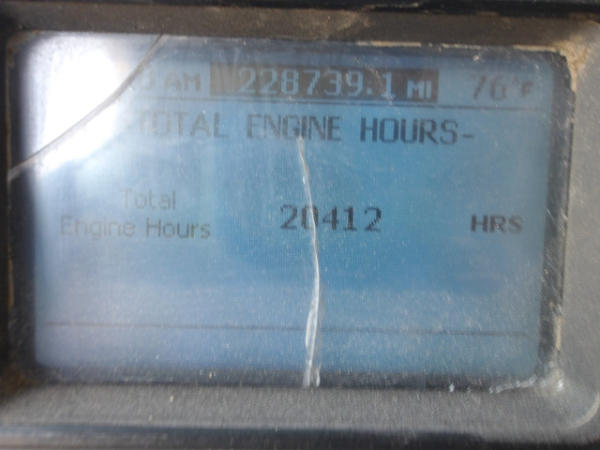 AM 228739.1 MI 76°F
TOTAL ENGINE HOURS-
Total
Engine Hours 20412 HRS